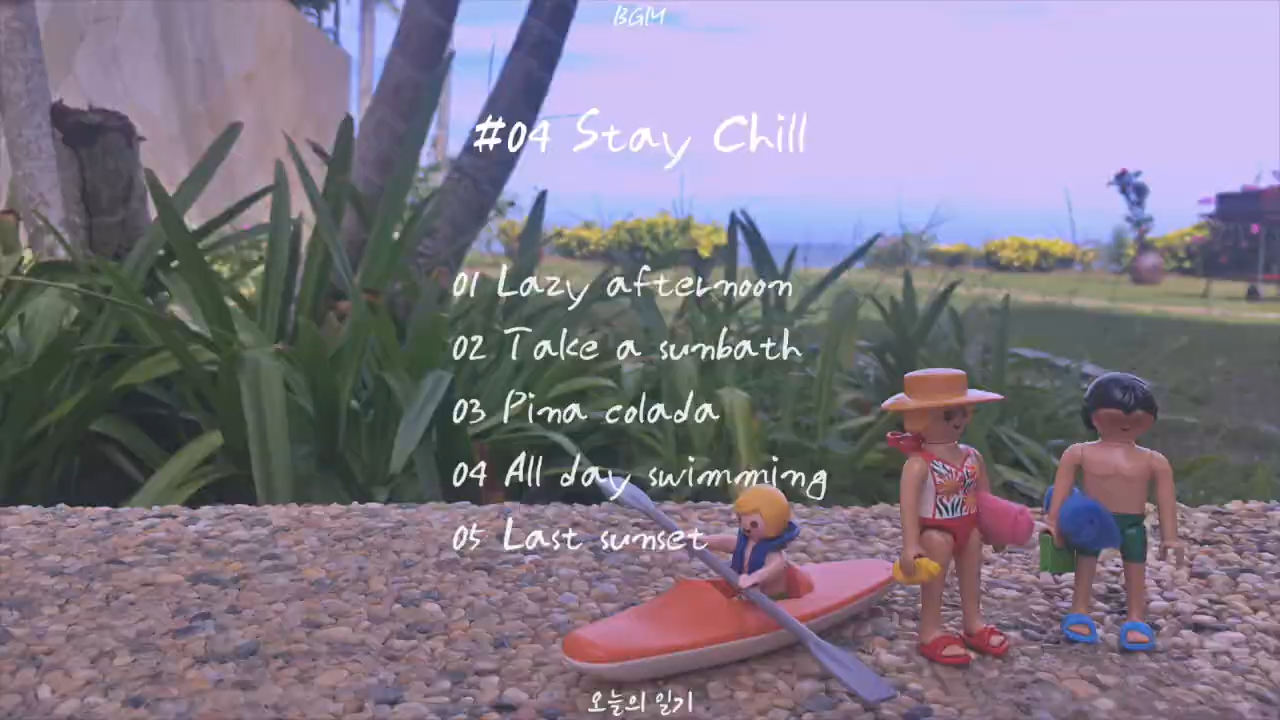 BGM
#04 Stay Chill
01 Lazy afternoon
02 Take a sunbath
03 Pina colada
04 All day swimming
05 Last sunset
오늘의 일기